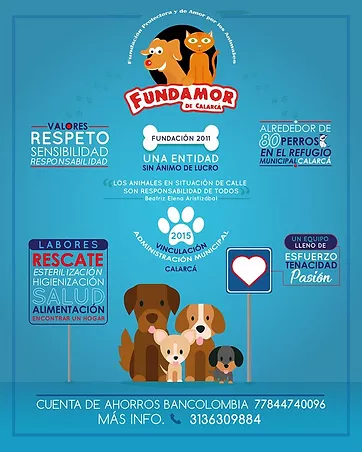 Fundación Protectora y de Amor por los Animales
FUNDAMOR
DE CALARCÁ
VALORES
RESPETO
SENSIBILIDAD
RESPONSABILIDAD
FUNDACIÓN 2011
UNA ENTIDAD
SIN ÁNIMO DE LUCRO
ALREDEDOR DE
80 PERROS
EN EL REFUGIO
MUNICIPAL CALARCÁ
"LOS ANIMALES EN SITUACIÓN DE CALLE
SON RESPONSABILIDAD DE TODOS"
Beatriz Elena Aristizábal
2015
VINCULACIÓN
ADMINISTRACIÓN MUNICIPAL
CALARCÁ
LABORES
RESCATE
ESTERILIZACIÓN
HIGIENIZACIÓN
SALUD
ALIMENTACIÓN
ENCONTRAR UN HOGAR
UN EQUIPO
LLENO DE
ESFUERZO
TENACIDAD
Pasión
CUENTA DE AHORROS BANCOLOMBIA 77844740096
MÁS INFO. 3136309884